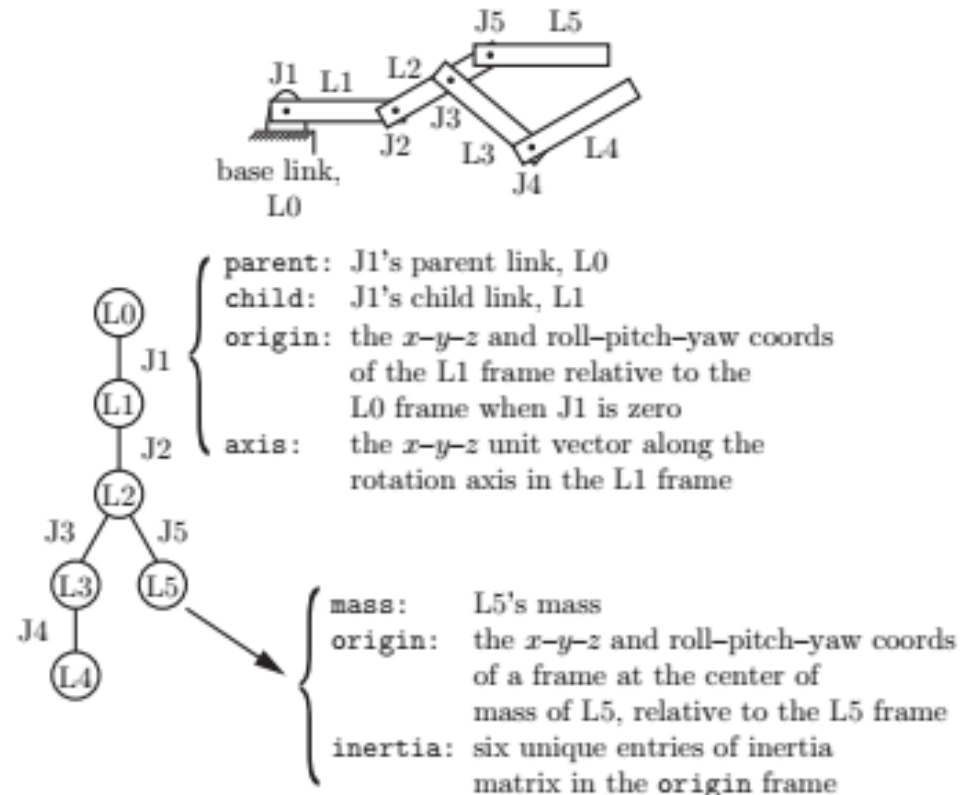 J5 L5
J1 L1 L2
J3
J2
L3 L4
J4
base link,
L0
parent: J1's parent link, L0
child: J1's child link, L1
origin: the x–y–z and roll–pitch–yaw coords
of the L1 frame relative to the
L0 frame when J1 is zero
axis: the x–y–z unit vector along the
rotation axis in the L1 frame
L0
J1
L1
J2
L2
J3 J5
L3 L5
J4
L4
mass: L5's mass
origin: the x–y–z and roll–pitch–yaw coords
of a frame at the center of
mass of L5, relative to the L5 frame
inertia: six unique entries of inertia
matrix in the origin frame